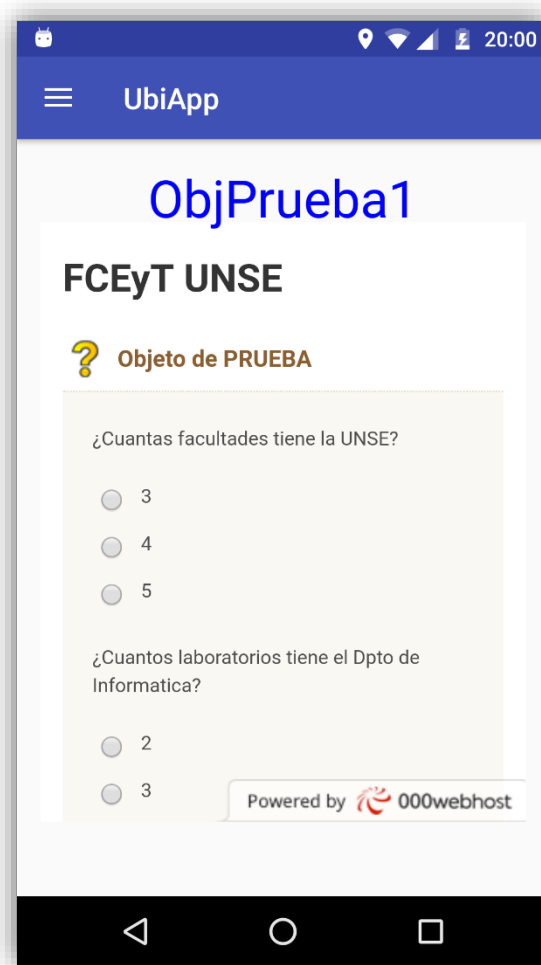 20:00
UbiApp
ObjPrueba1
FCEyT UNSE
Objeto de PRUEBA
¿Cuantas facultades tiene la UNSE?
3
4
5
¿Cuantos laboratorios tiene el Dpto de
Informatica?
2
3
Powered by 000webhost